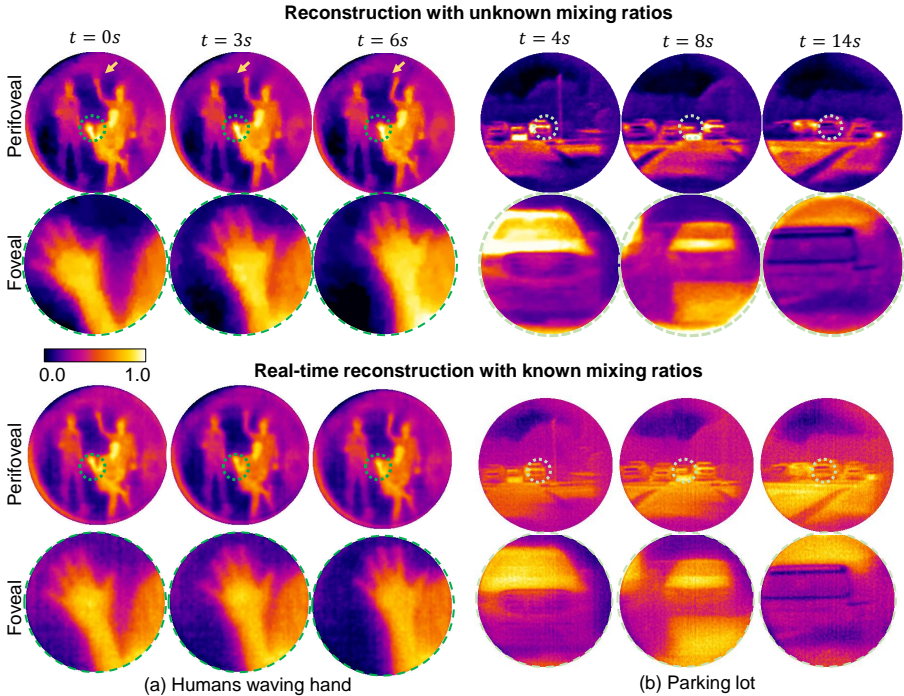 Reconstruction with unknown mixing ratios
t = 0s
t = 3s
t = 6s
t = 4s
t = 8s
t = 14s
Perifoveal
Foveal
0.0
1.0
Real-time reconstruction with known mixing ratios
Perifoveal
Foveal
(a) Humans waving hand
(b) Parking lot